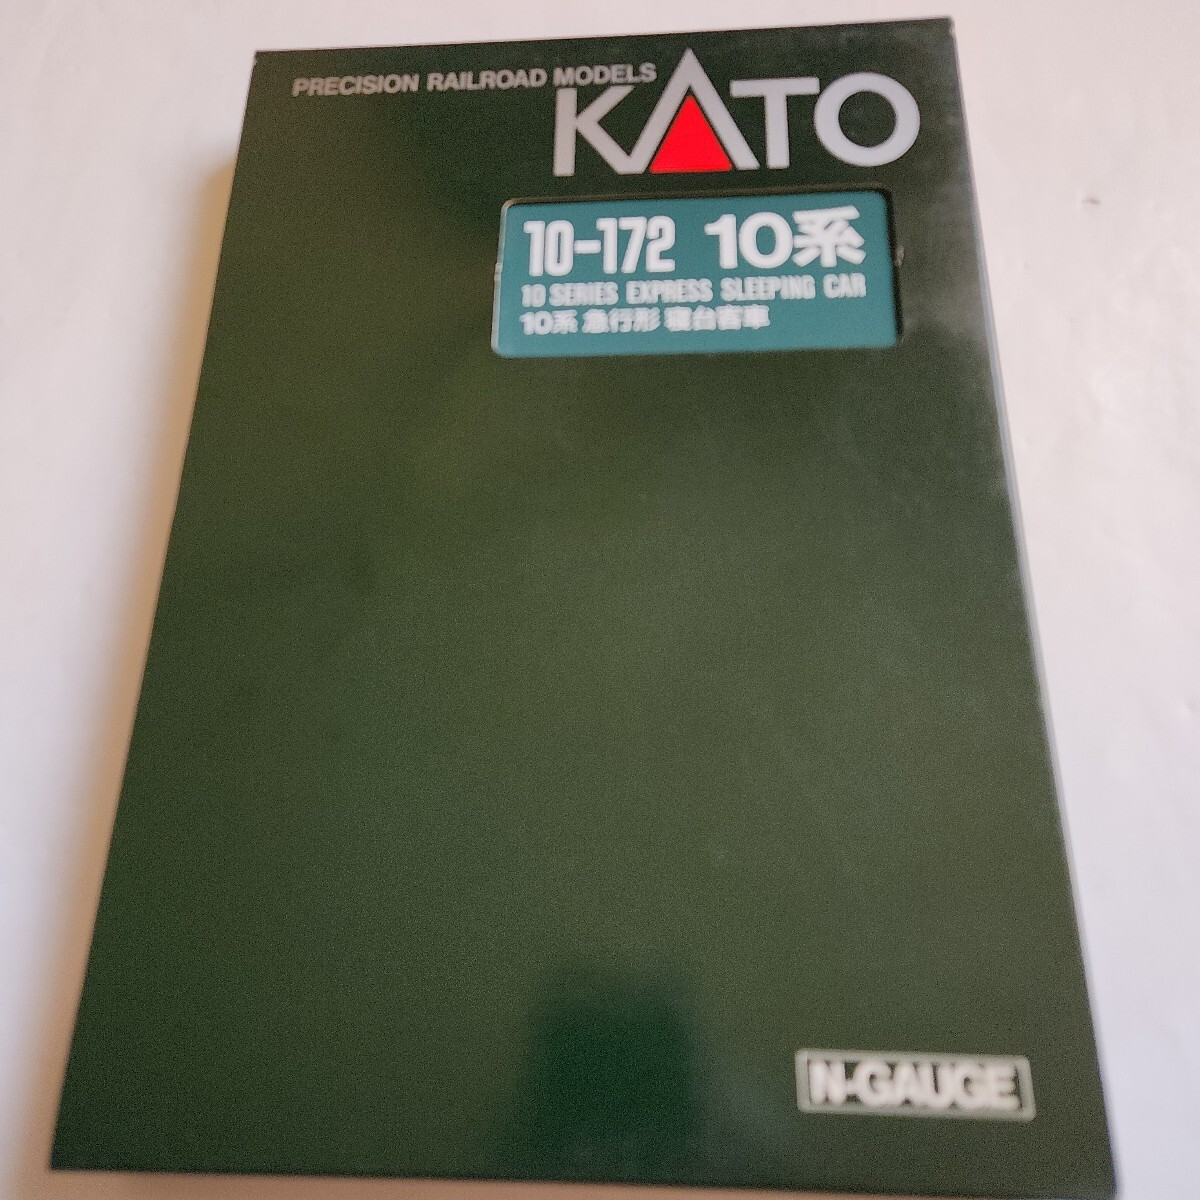 PRECISION RAILROAD MODELS
KATO
10-172 10系
10 SERIES EXPRESS SLEEPING CAR
10系 急行形 寝台客車
N-GAUGE